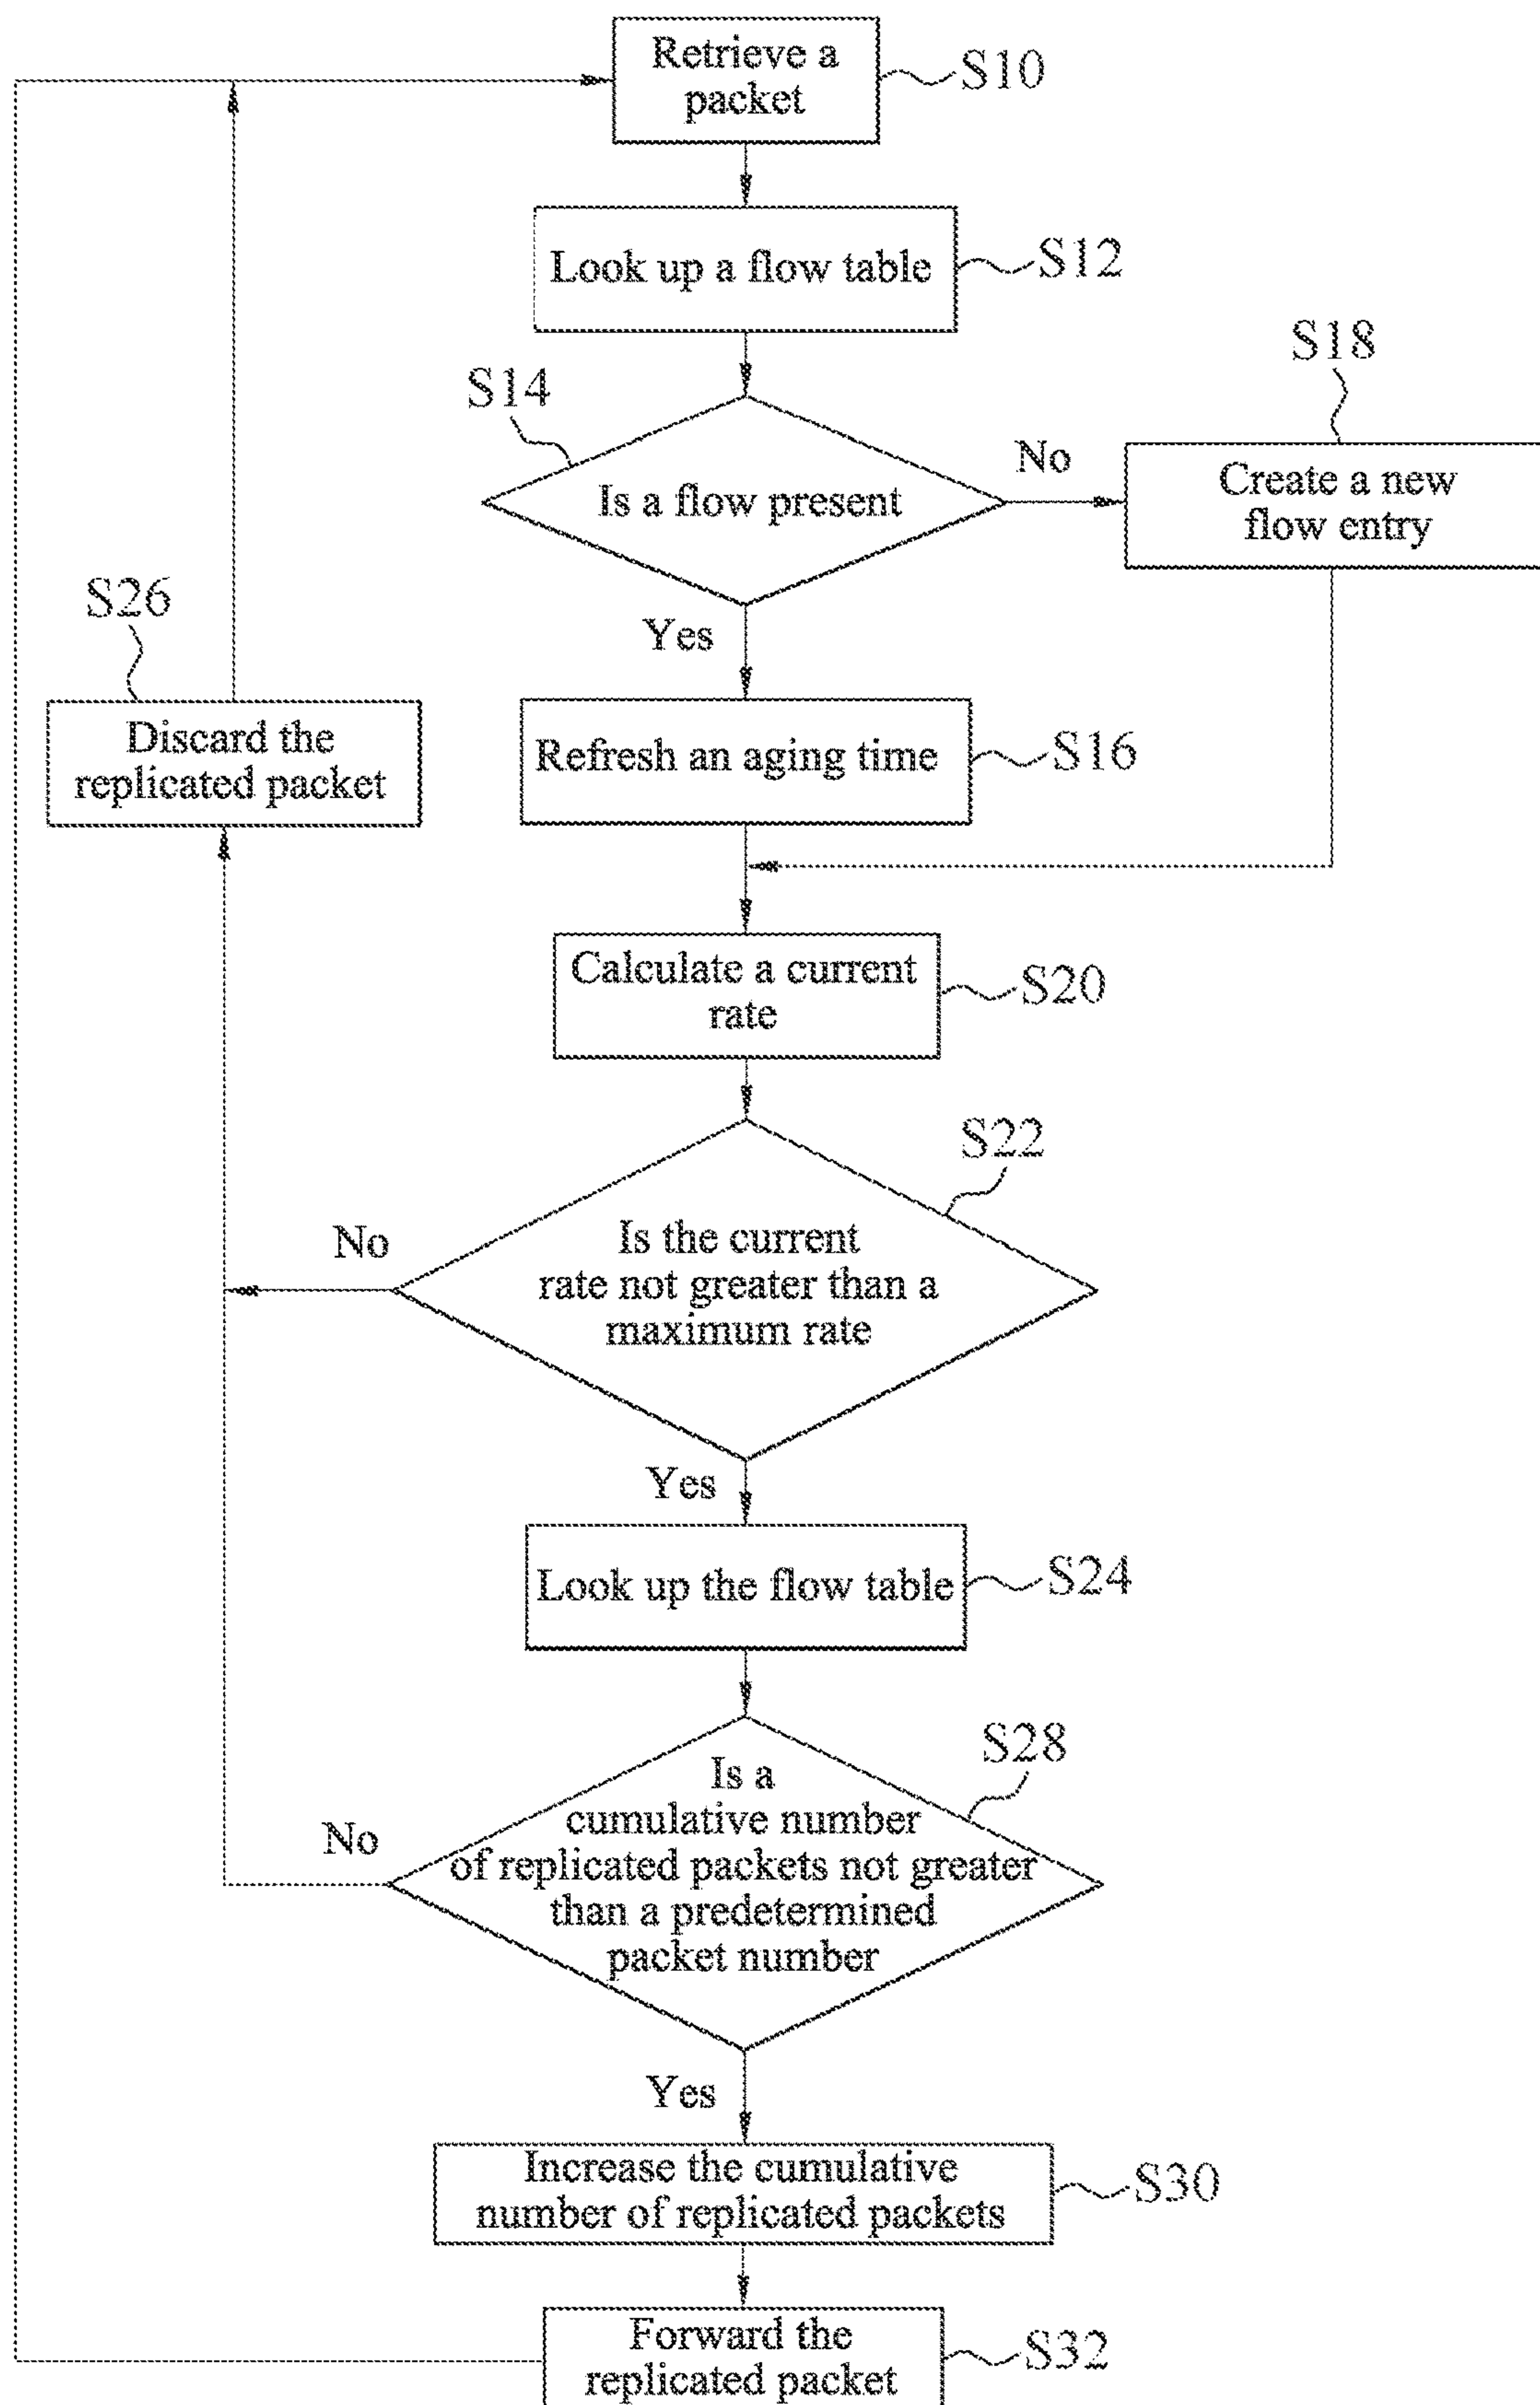 Retrieve a
packet
S10
Look up a flow table
S12
S18
S14
No
Is a flow present
Create a new
flow entry
S26
Yes
Discard the
replicated packet
Refresh an aging time
S16
Calculate a current
rate
S20
S22
No
Is the current
rate not greater than a
maximum rate
Yes
Look up the flow table
S24
S28
No
Is a
cumulative number
of replicated packets not greater
than a predetermined
packet number
Yes
Increase the cumulative
number of replicated packets
S30
Forward the
replicated packet
S32